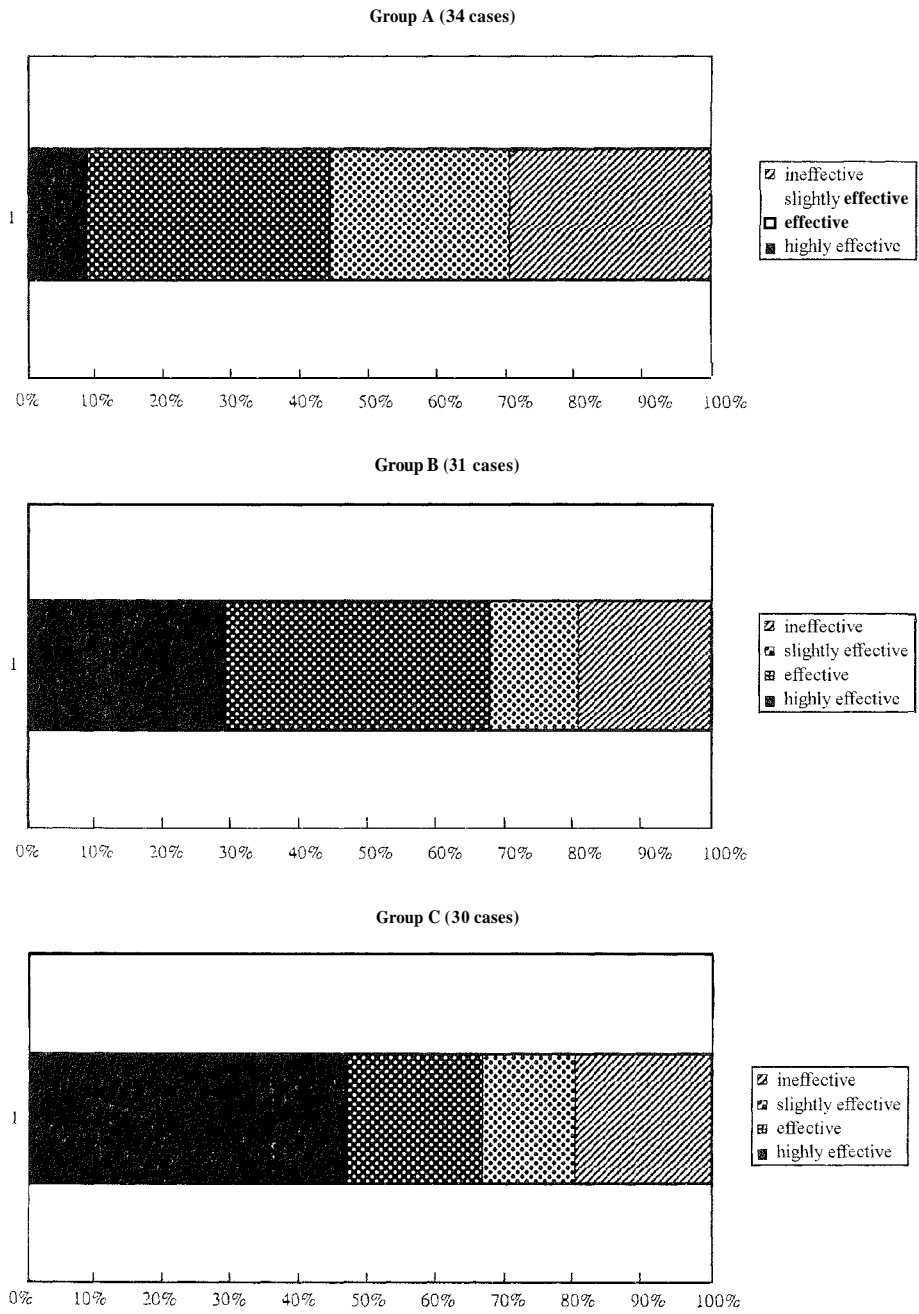 Group A (34 cases)
1
ineffective
slightly effective
effective
highly effective
0% 10% 20% 30% 40% 50% 60% 70% 80% 90% 100%
Group B (31 cases)
1
ineffective
slightly effective
effective
highly effective
0% 10% 20% 30% 40% 50% 60% 70% 80% 90% 100%
Group C (30 cases)
1
ineffective
slightly effective
effective
highly effective
0% 10% 20% 30% 40% 50% 60% 70% 80% 90% 100%